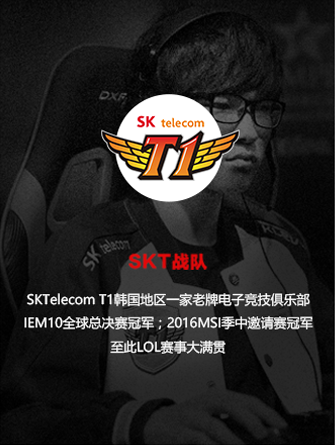 DXR
SK telecom
T1
SK
telecom
SKT战队
SKTelecom T1韩国地区一家老牌电子竞技俱乐部
IEM10全球总决赛冠军；2016MSI季中邀请赛冠军
至此LOL赛事大满贯